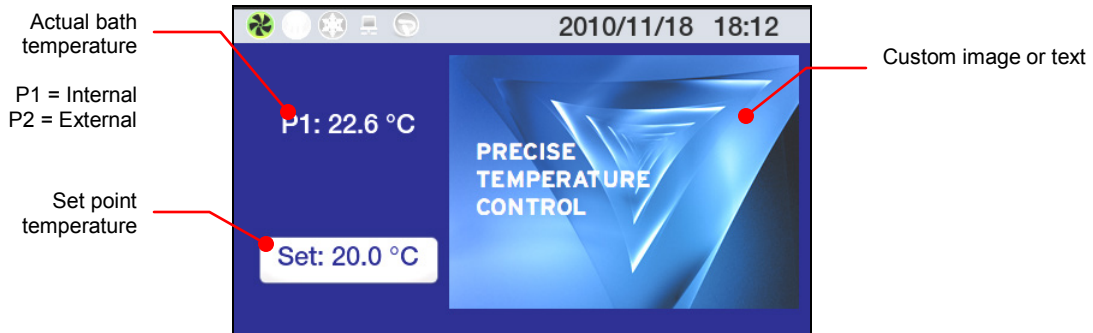 Actual bath
temperature
P1 = Internal
P2 = External
Set point
temperature
2010/11/18 18:12
P1: 22.6 °C
Set: 20.0 °C
PRECISE
TEMPERATURE
CONTROL
Custom image or text